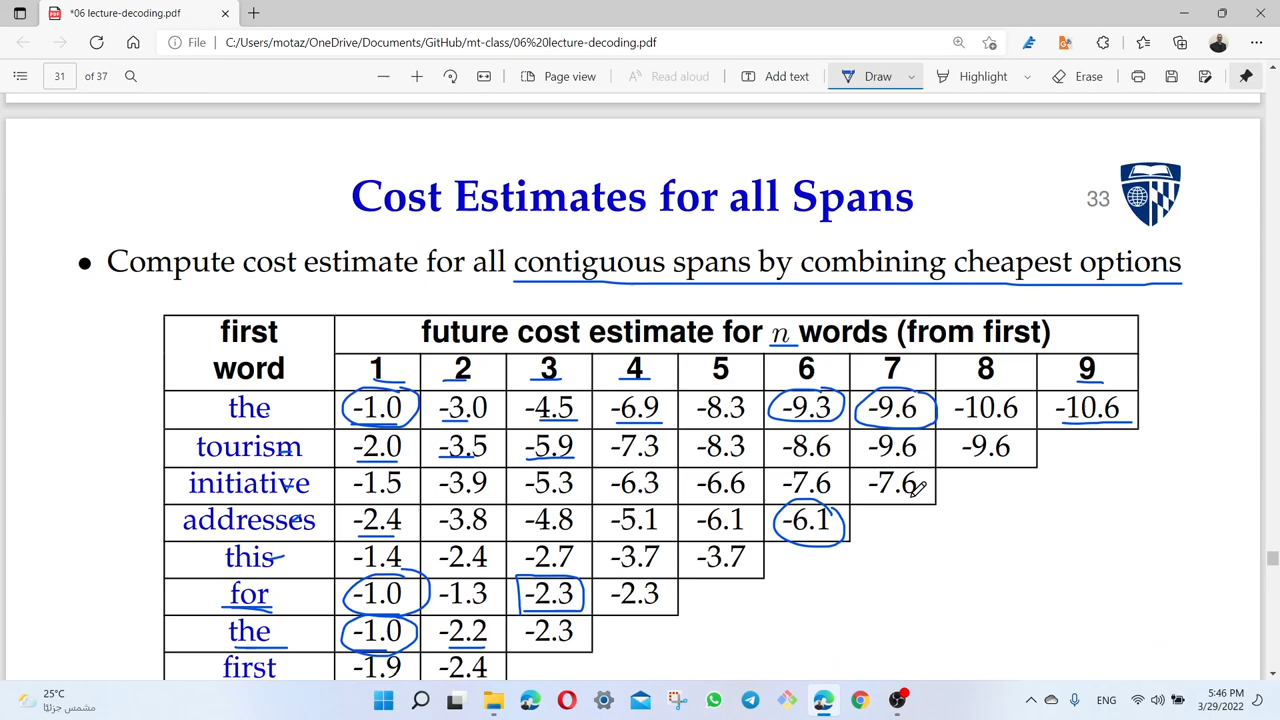 *06 lecture-decoding.pdf
File C:/Users/motaz/OneDrive/Documents/GitHub/mt-class/06%20lecture-decoding.pdf
31 of 37 Page view Read aloud Add text Draw Highlight Erase
Cost Estimates for all Spans 33
• Compute cost estimate for all contiguous spans by combining cheapest options
first future cost estimate for n words (from first)
word 1 2 3 4 5 6 7 8 9
the -1.0 -3.0 -4.5 -6.9 -8.3 -9.3 -9.6 -10.6 -10.6
tourism -2.0 -3.5 -5.9 -7.3 -8.3 -8.6 -9.6 -9.6
initiative -1.5 -3.9 -5.3 -6.3 -6.6 -7.6 -7.6
addresses -2.4 -3.8 -4.8 -5.1 -6.1 -6.1
this -1.4 -2.4 -2.7 -3.7 -3.7
for -1.0 -1.3 -2.3 -2.3
the -1.0 -2.2 -2.3
first -1.9 -2.4
25°C
مشمس جزئيًا
ENG
5:46 PM
3/29/2022